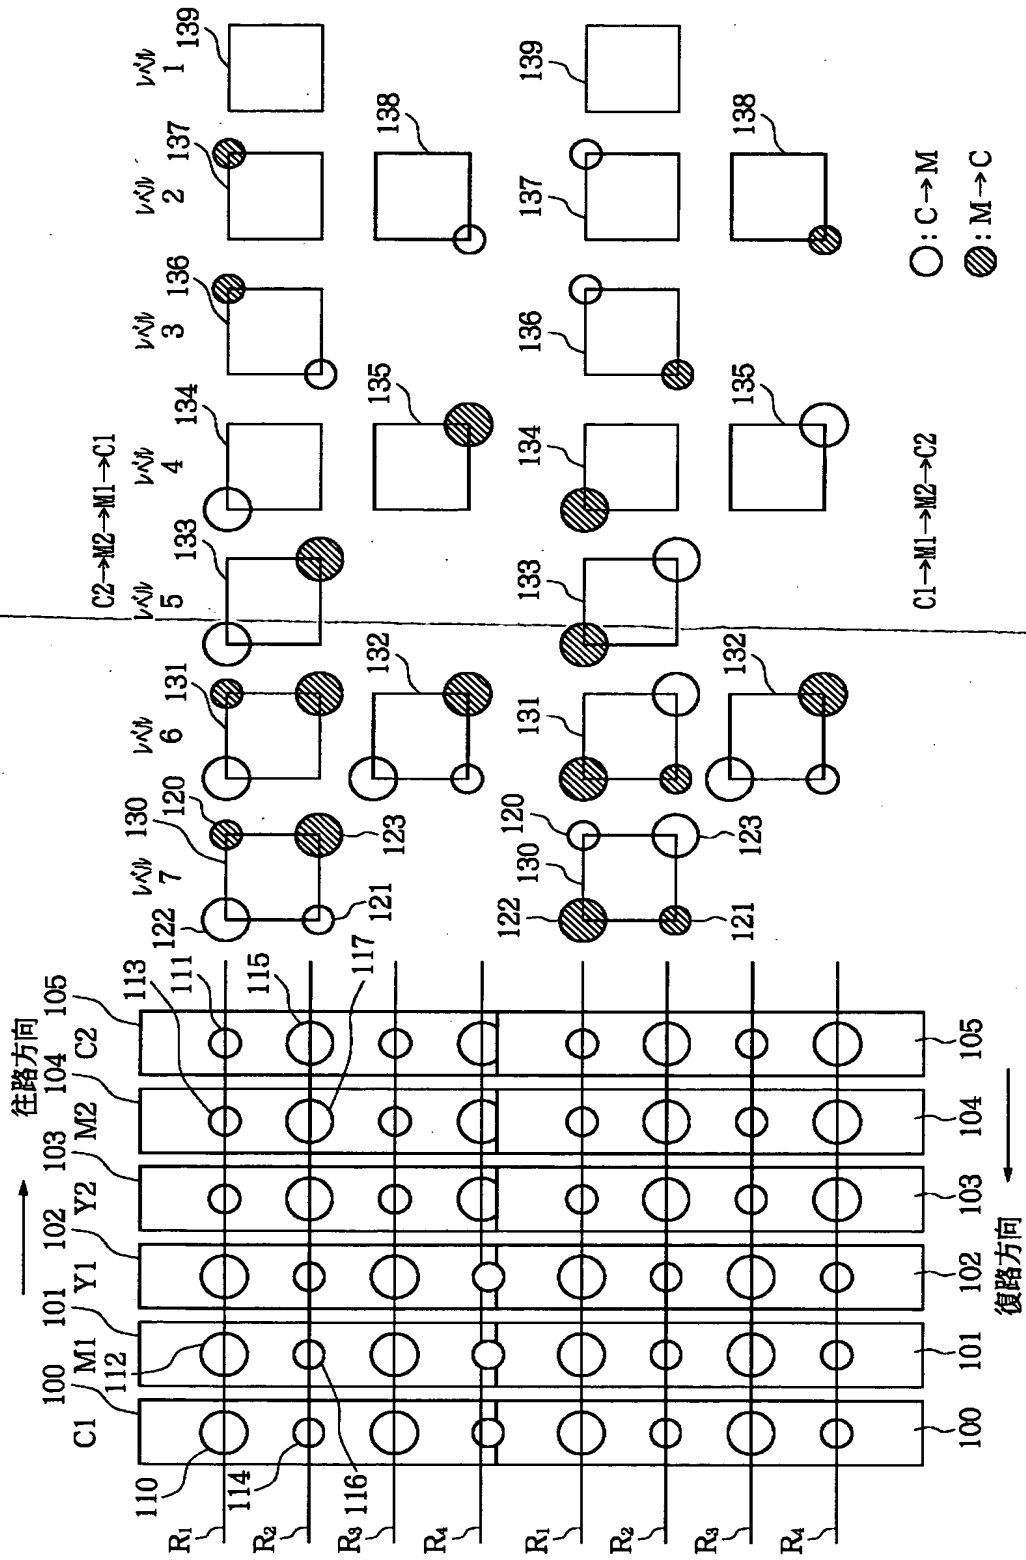 往路方向
C1 M1 Y1 Y2 M2 C2
100 101 102 103 104 105
110 112 113 111
114 116 115 117
R₁
R₂
R₃
R₄
C2→M2→M1→C1
レベル 7
レベル 6
レベル 5
レベル 4
レベル 3
レベル 2
レベル 1
122 130 120 131 133 134 136 137 139
121 123 132 135 138
R₁
R₂
R₃
R₄
122 130 120 131 133 134 136 137 139
121 123 132 135 138
100 101 102 103 104 105
復路方向
C1→M1→M2→C2
○: C→M
: M→C